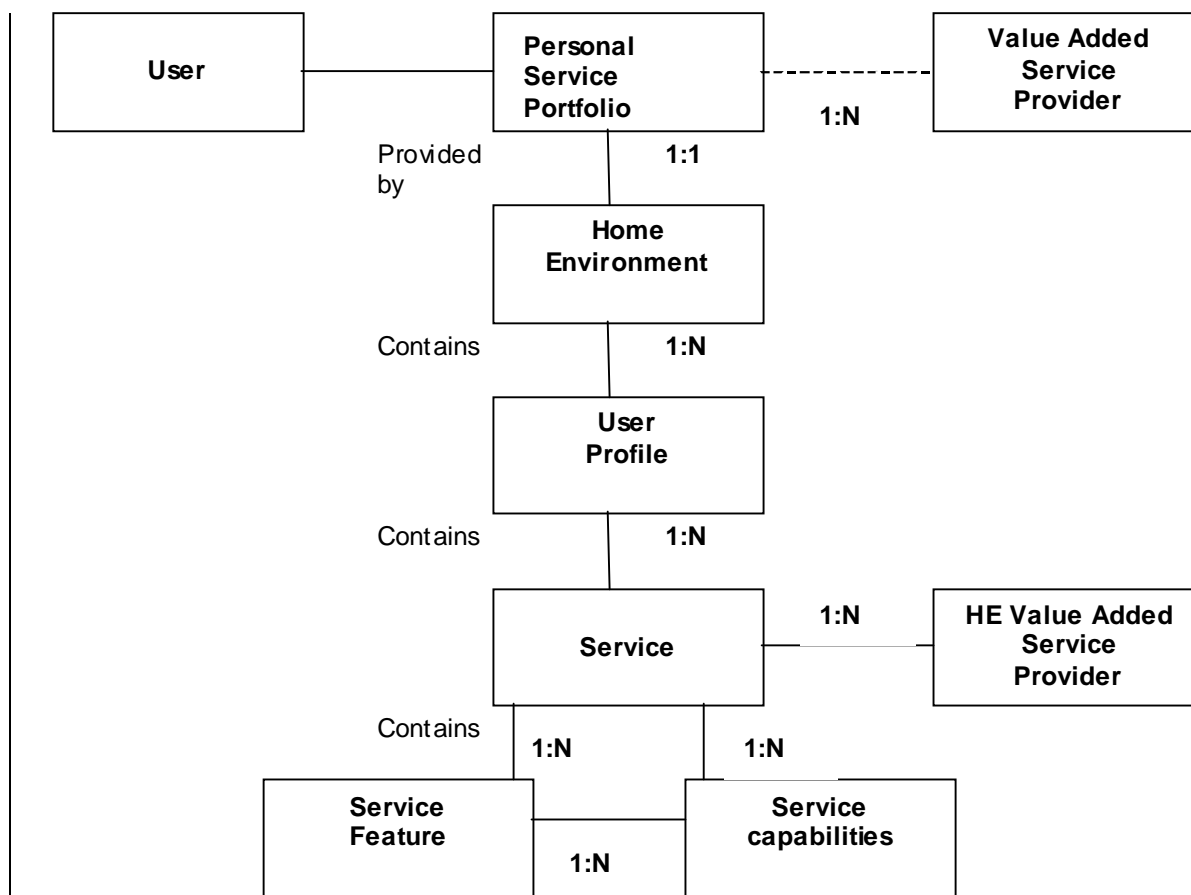 User
Personal
Service
Portfolio
Value Added
Service
Provider
1:N
Provided
by
1:1
Home
Environment
Contains
1:N
User
Profile
Contains
1:N
Service
1:N
HE Value Added
Service
Provider
Contains
1:N
1:N
Service
Feature
Service
capabilities
1:N